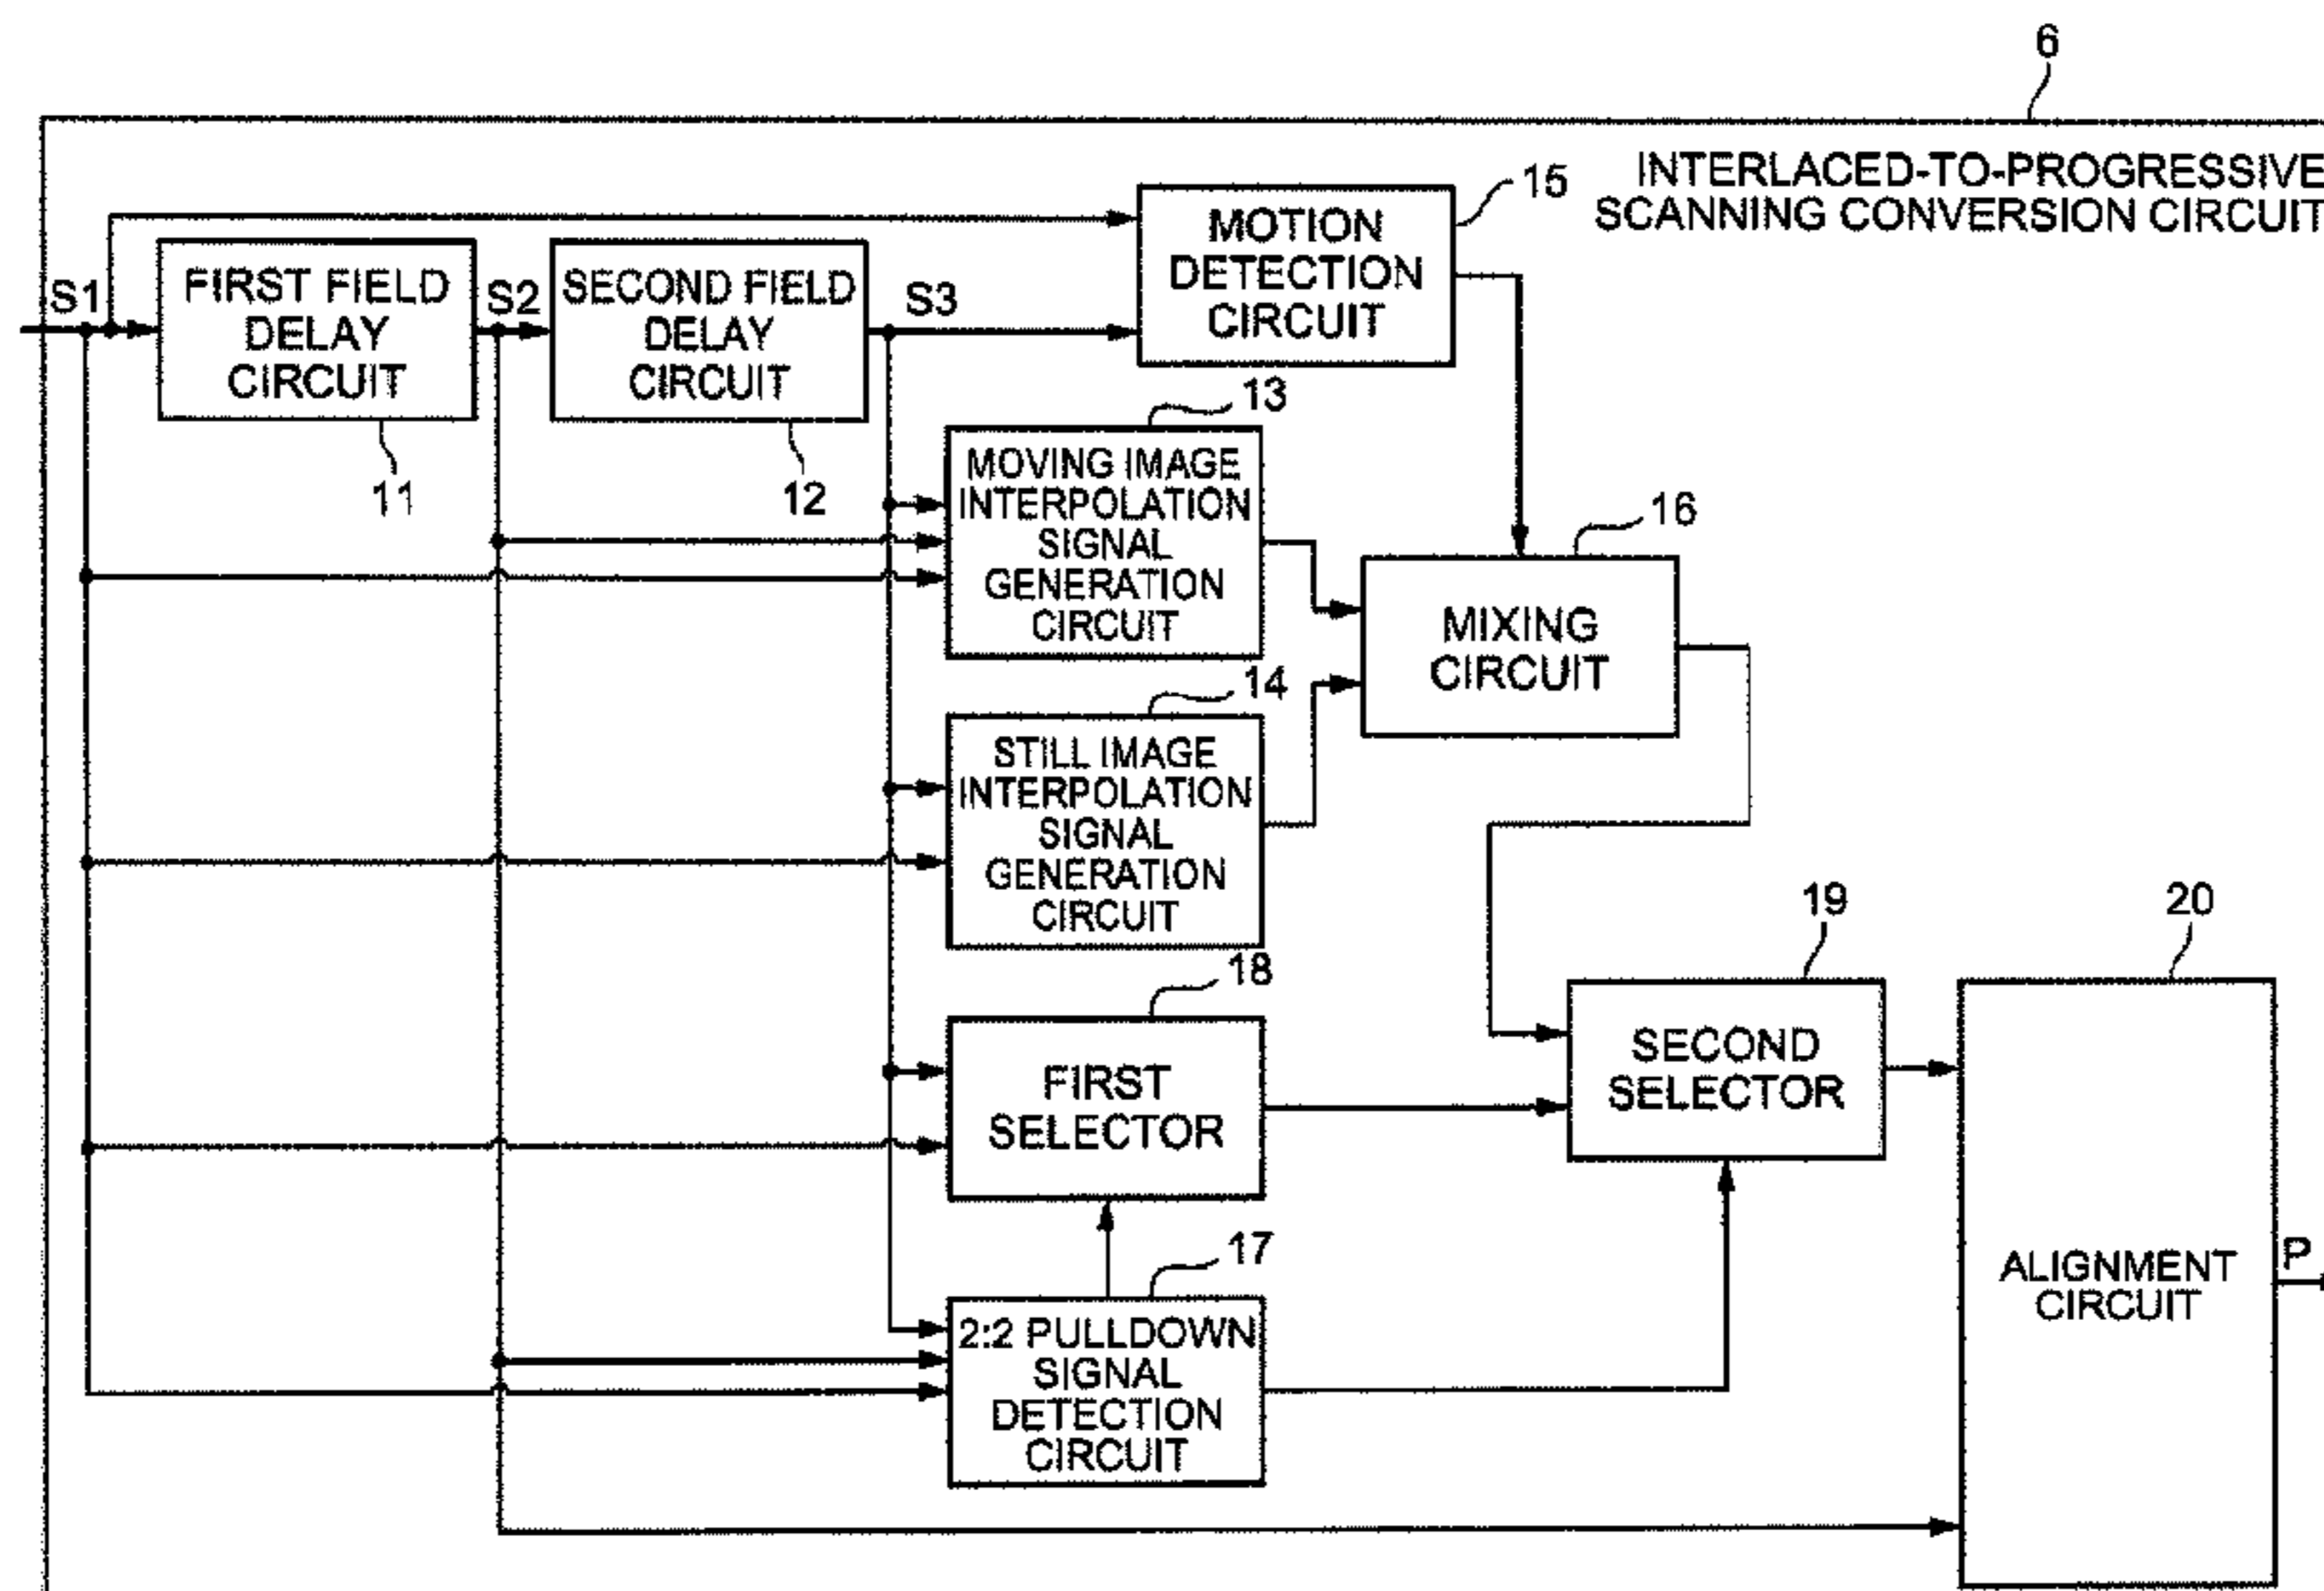 6
INTERLACED-TO-PROGRESSIVE
SCANNING CONVERSION CIRCUIT
15
MOTION
DETECTION
CIRCUIT
S1
FIRST FIELD
DELAY
CIRCUIT
S2
SECOND FIELD
DELAY
CIRCUIT
S3
11
12
13
MOVING IMAGE
INTERPOLATION
SIGNAL
GENERATION
CIRCUIT
16
MIXING
CIRCUIT
14
STILL IMAGE
INTERPOLATION
SIGNAL
GENERATION
CIRCUIT
18
FIRST
SELECTOR
19
SECOND
SELECTOR
20
ALIGNMENT
CIRCUIT
P
17
2:2 PULLDOWN
SIGNAL
DETECTION
CIRCUIT